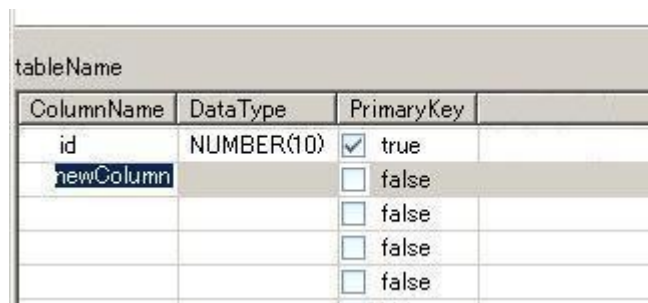 tableName
ColumnName DataType PrimaryKey
id NUMBER(10) true
newColumn false
false
false
false